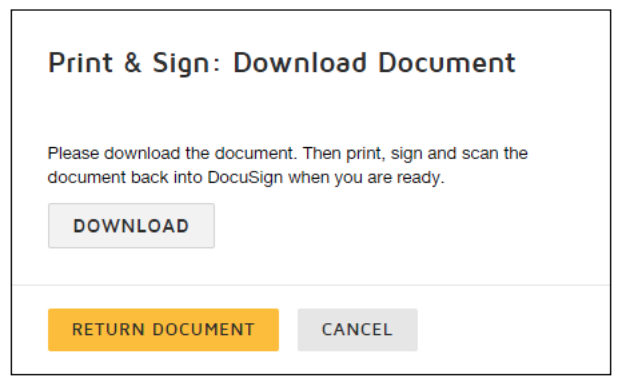 Print & Sign: Download Document
Please download the document. Then print, sign and scan the
document back into DocuSign when you are ready.
DOWNLOAD
RETURN DOCUMENT
CANCEL